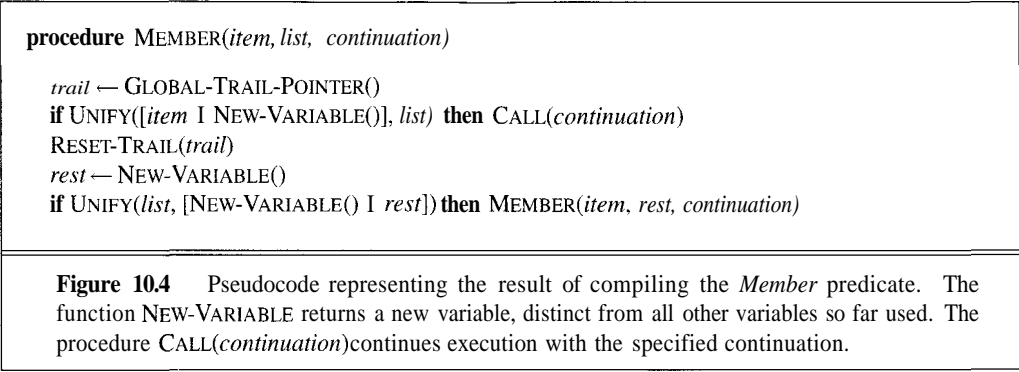 procedure MEMBER(item, list, continuation)
trail ← GLOBAL-TRAIL-POINTER()
if UNIFY([item I NEW-VARIABLE()], list) then CALL(continuation)
RESET-TRAIL(trail)
rest ← NEW-VARIABLE()
if UNIFY(list, [NEW-VARIABLE() I rest]) then MEMBER(item, rest, continuation)
Figure 10.4 Pseudocode representing the result of compiling the Member predicate. The
function NEW-VARIABLE returns a new variable, distinct from all other variables so far used. The
procedure CALL(continuation)continues execution with the specified continuation.